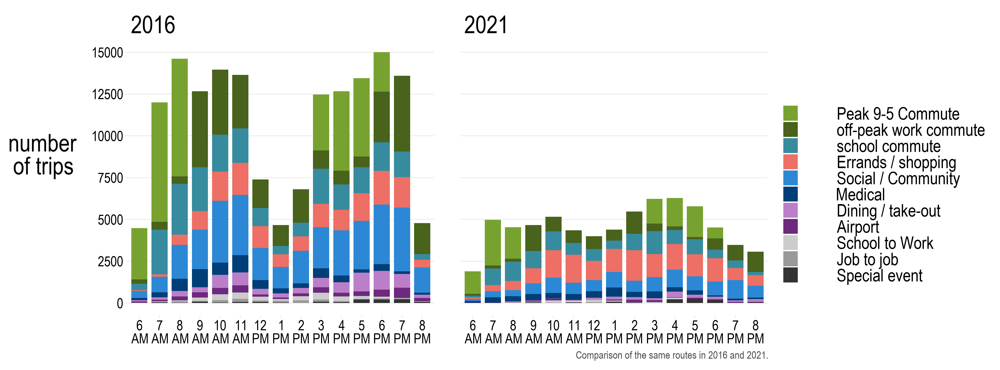 2016
2021
number
of trips
15000
12500
10000
7500
5000
2500
0
6 7 8 9 10 11 12 1 2 3 4 5 6 7 8
AM AM AM AM AM AM PM PM PM PM PM PM PM PM PM
6 7 8 9 10 11 12 1 2 3 4 5 6 7 8
AM AM AM AM AM AM PM PM PM PM PM PM PM PM PM
Peak 9-5 Commute
off-peak work commute
school commute
Errands / shopping
Social / Community
Medical
Dining / take-out
Airport
School to Work
Job to job
Special event
Comparison of the same routes in 2016 and 2021.